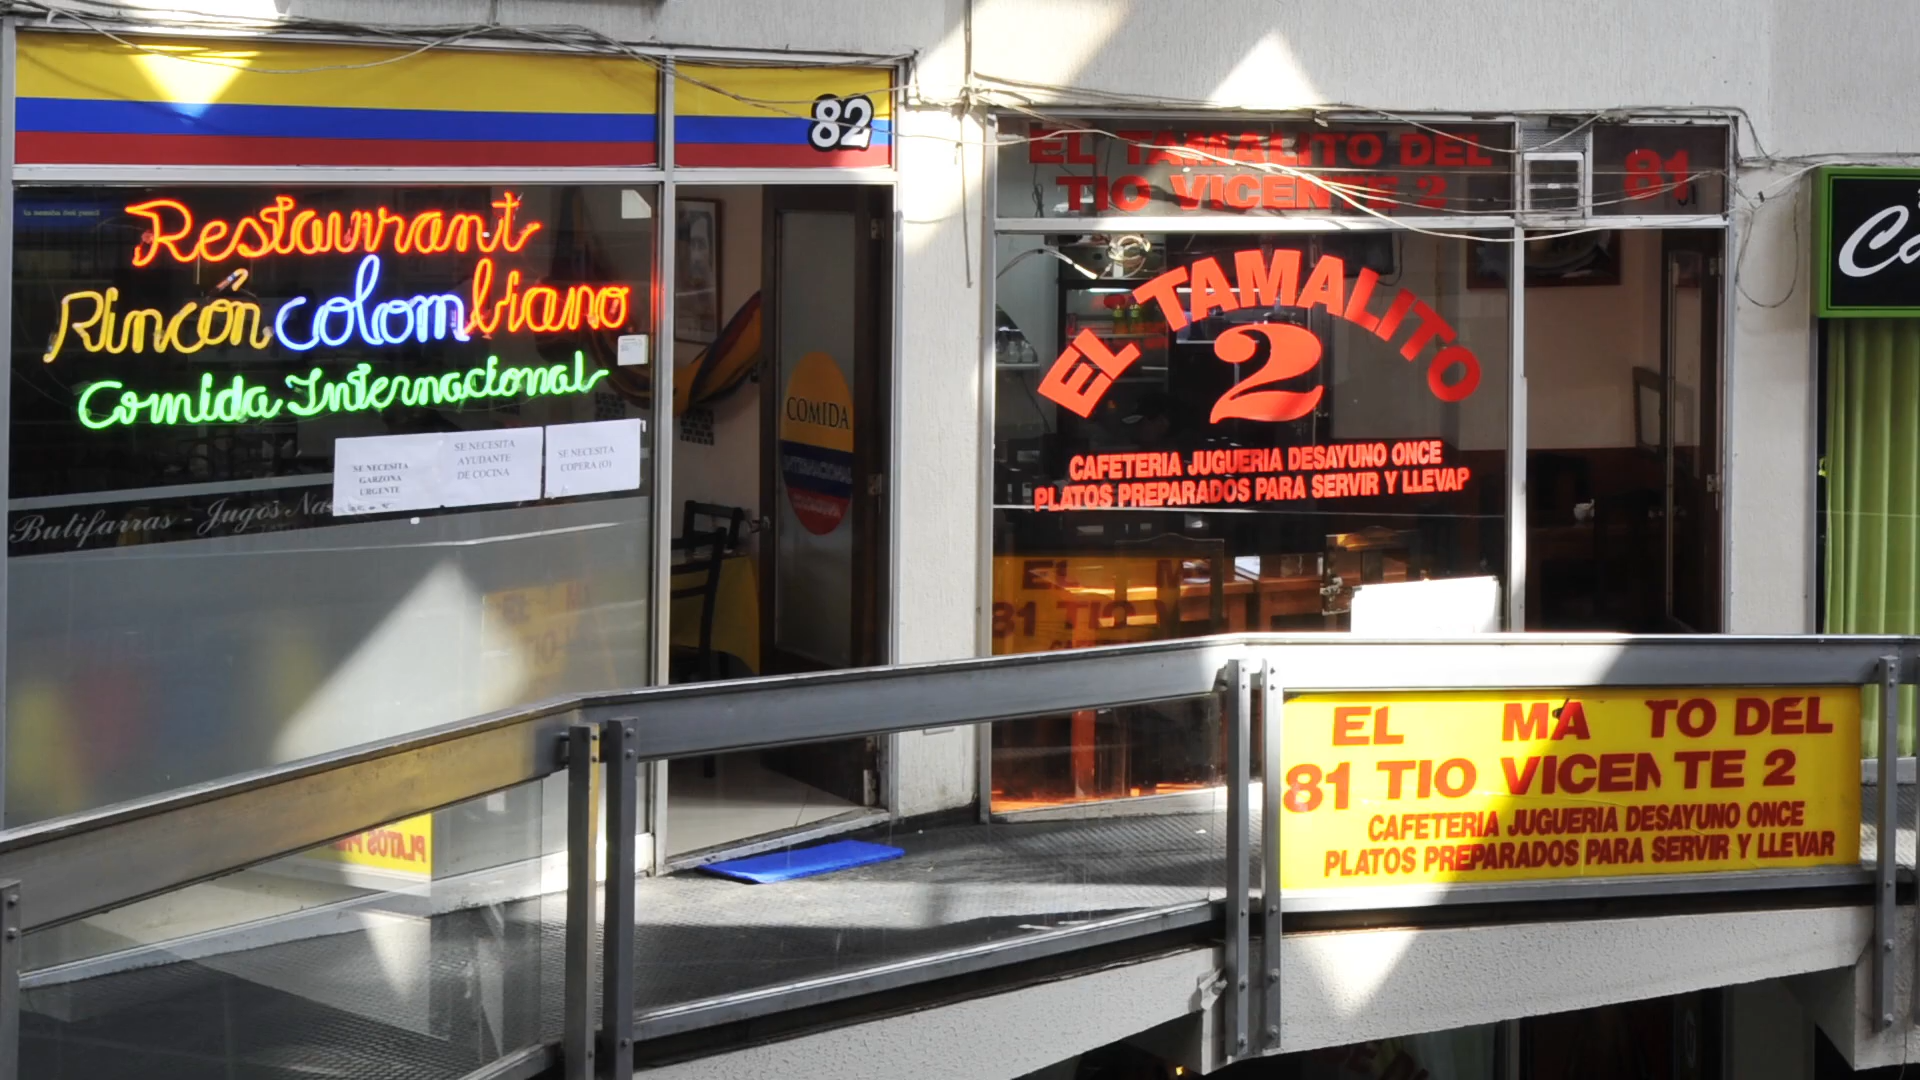 82
Restaurant
Rincón colombiano
Comida Internacional
SE NECESITA
GARZONA
URGENTE
SE NECESITA
AYUDANTE
DE COCINA
SE NECESITA
COPERA (O)
Butifarras - Jugos
COMIDA
INTERNACIONAL
EL TAMALITO DEL
TIO VICENTE 2
81
EL TAMALITO
2
CAFETERIA JUGUERIA DESAYUNO ONCE
PLATOS PREPARADOS PARA SERVIR Y LLEVAP
EL MA TO DEL
81 TIO VICENTE 2
CAFETERIA JUGUERIA DESAYUNO ONCE
PLATOS PREPARADOS PARA SERVIR Y LLEVAR